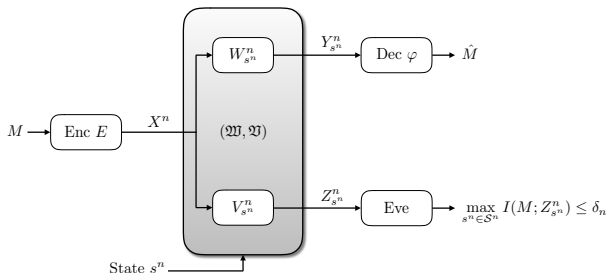 W^n_{s^n} Y^n_{s^n} Dec φ M̂
M Enc E X^n (𝔚, 𝔙)
V^n_{s^n} Z^n_{s^n} Eve max_{s^n∈𝒮^n} I(M; Z^n_{s^n}) ≤ δ_n
State s^n